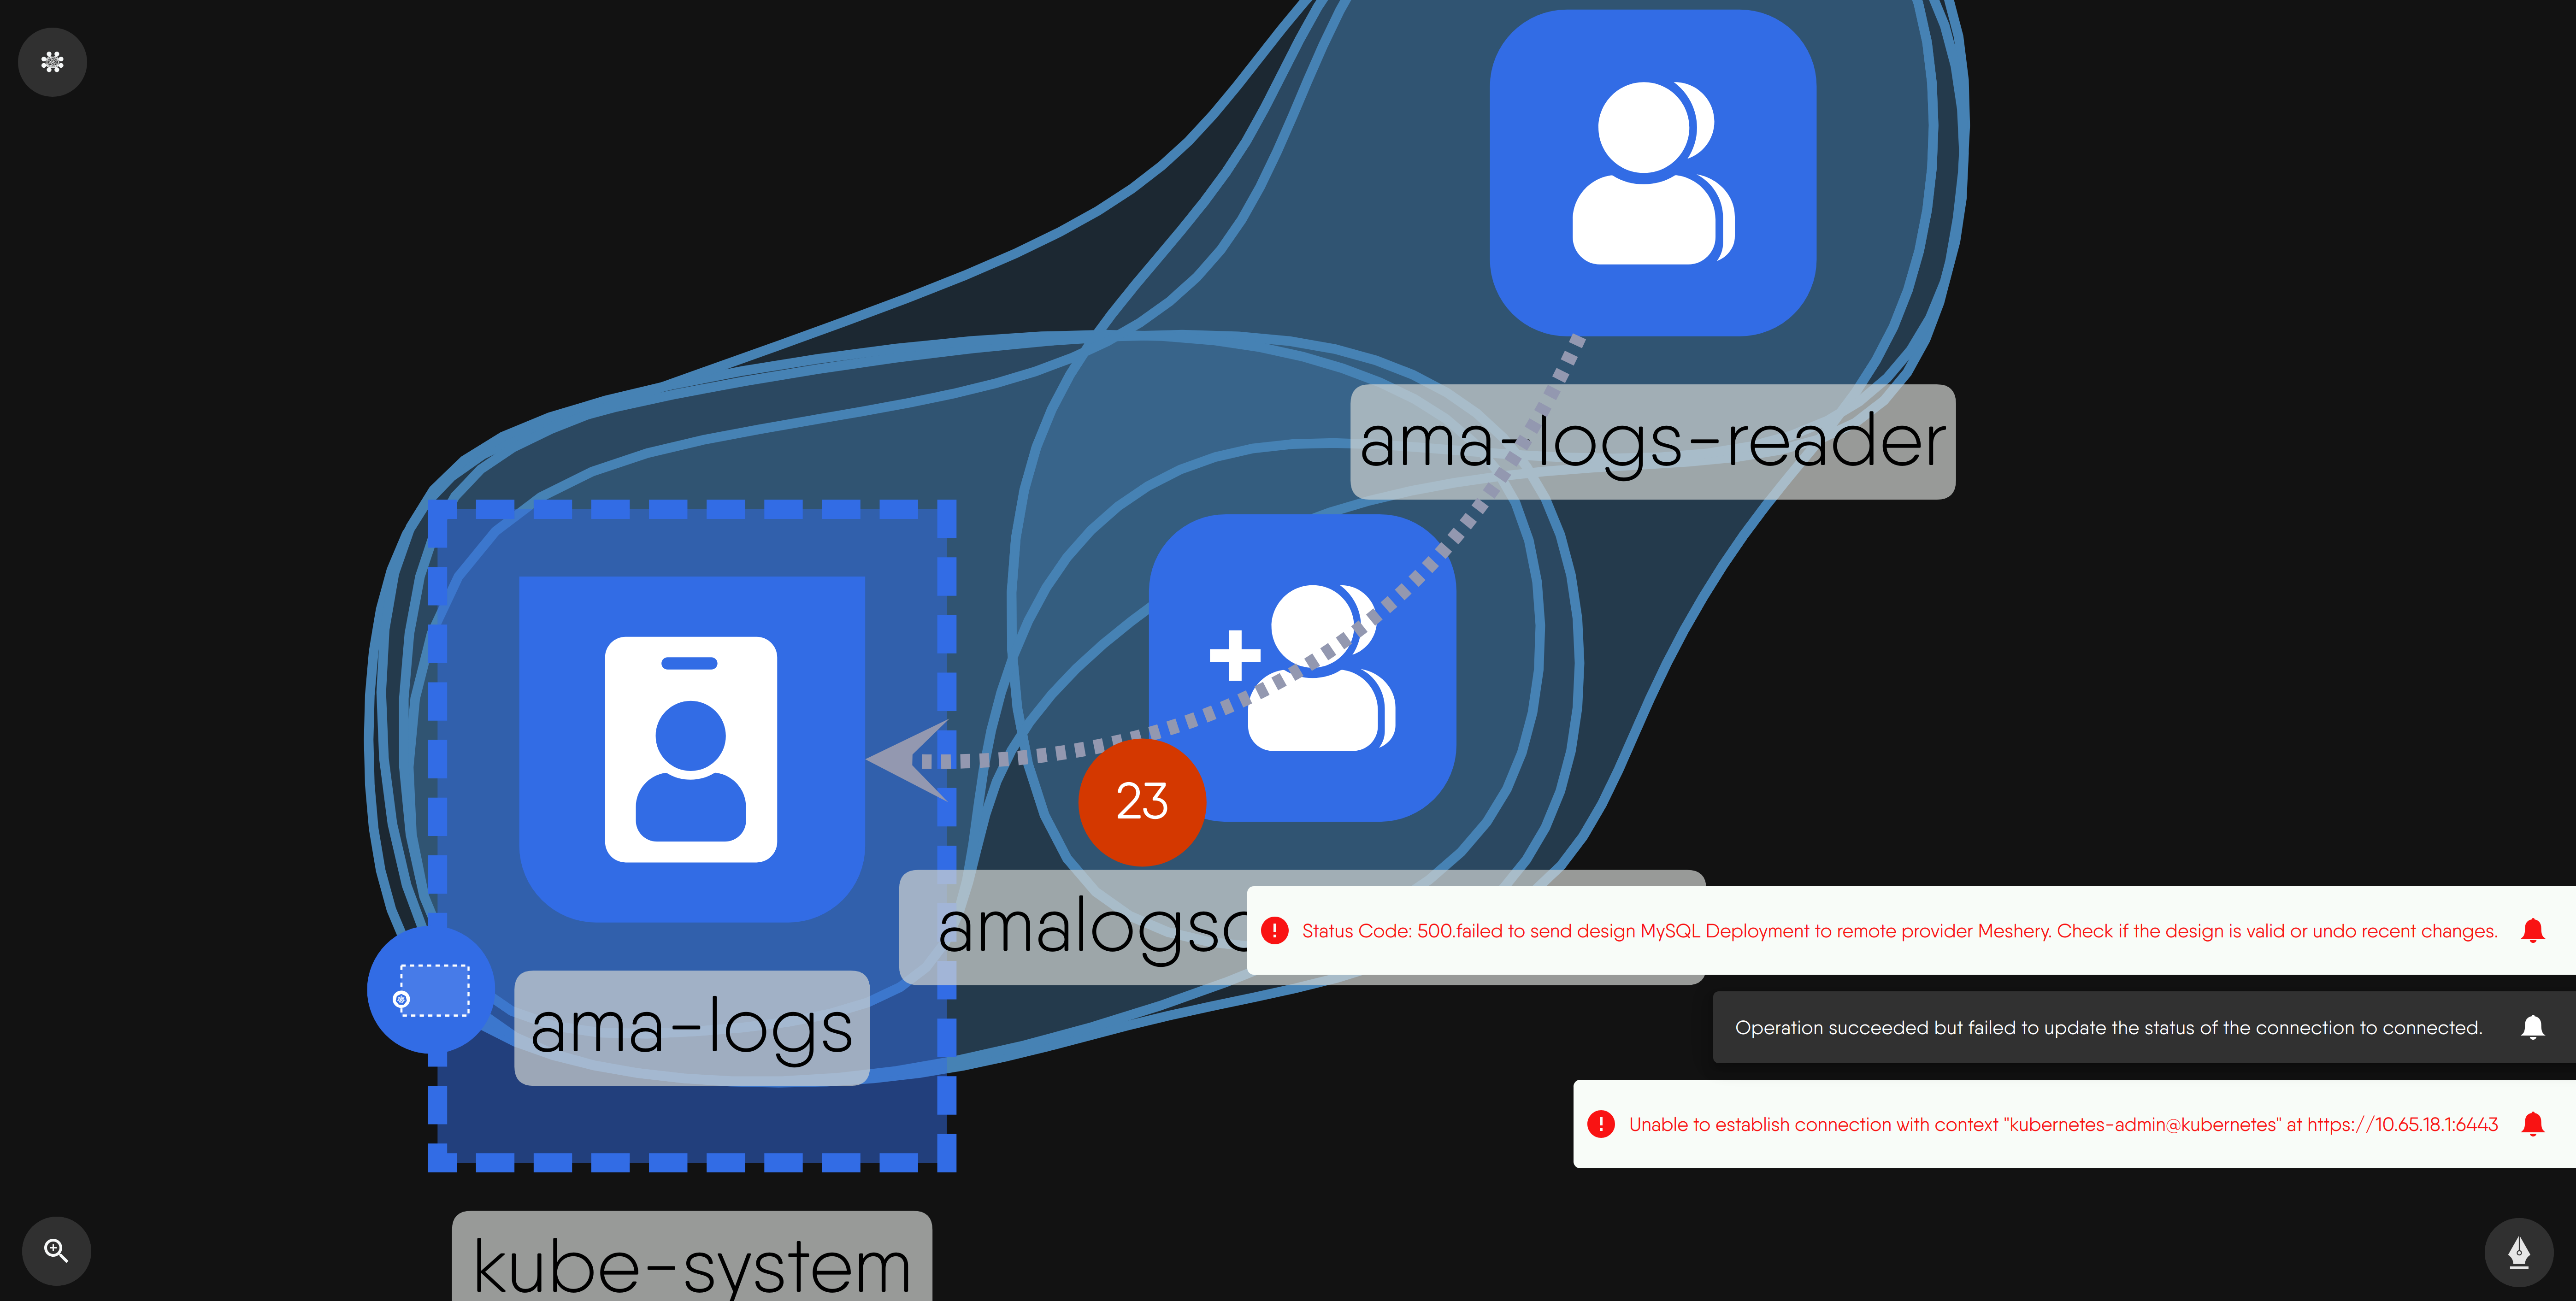 ama-logs-reader
23
Status Code: 500.failed to send design MySQL Deployment to remote provider Meshery. Check if the design is valid or undo recent changes.
Operation succeeded but failed to update the status of the connection to connected.
ama-logs
Unable to establish connection with context "kubernetes-admin@kubernetes" at https://10.65.18.1:6443
kube-system